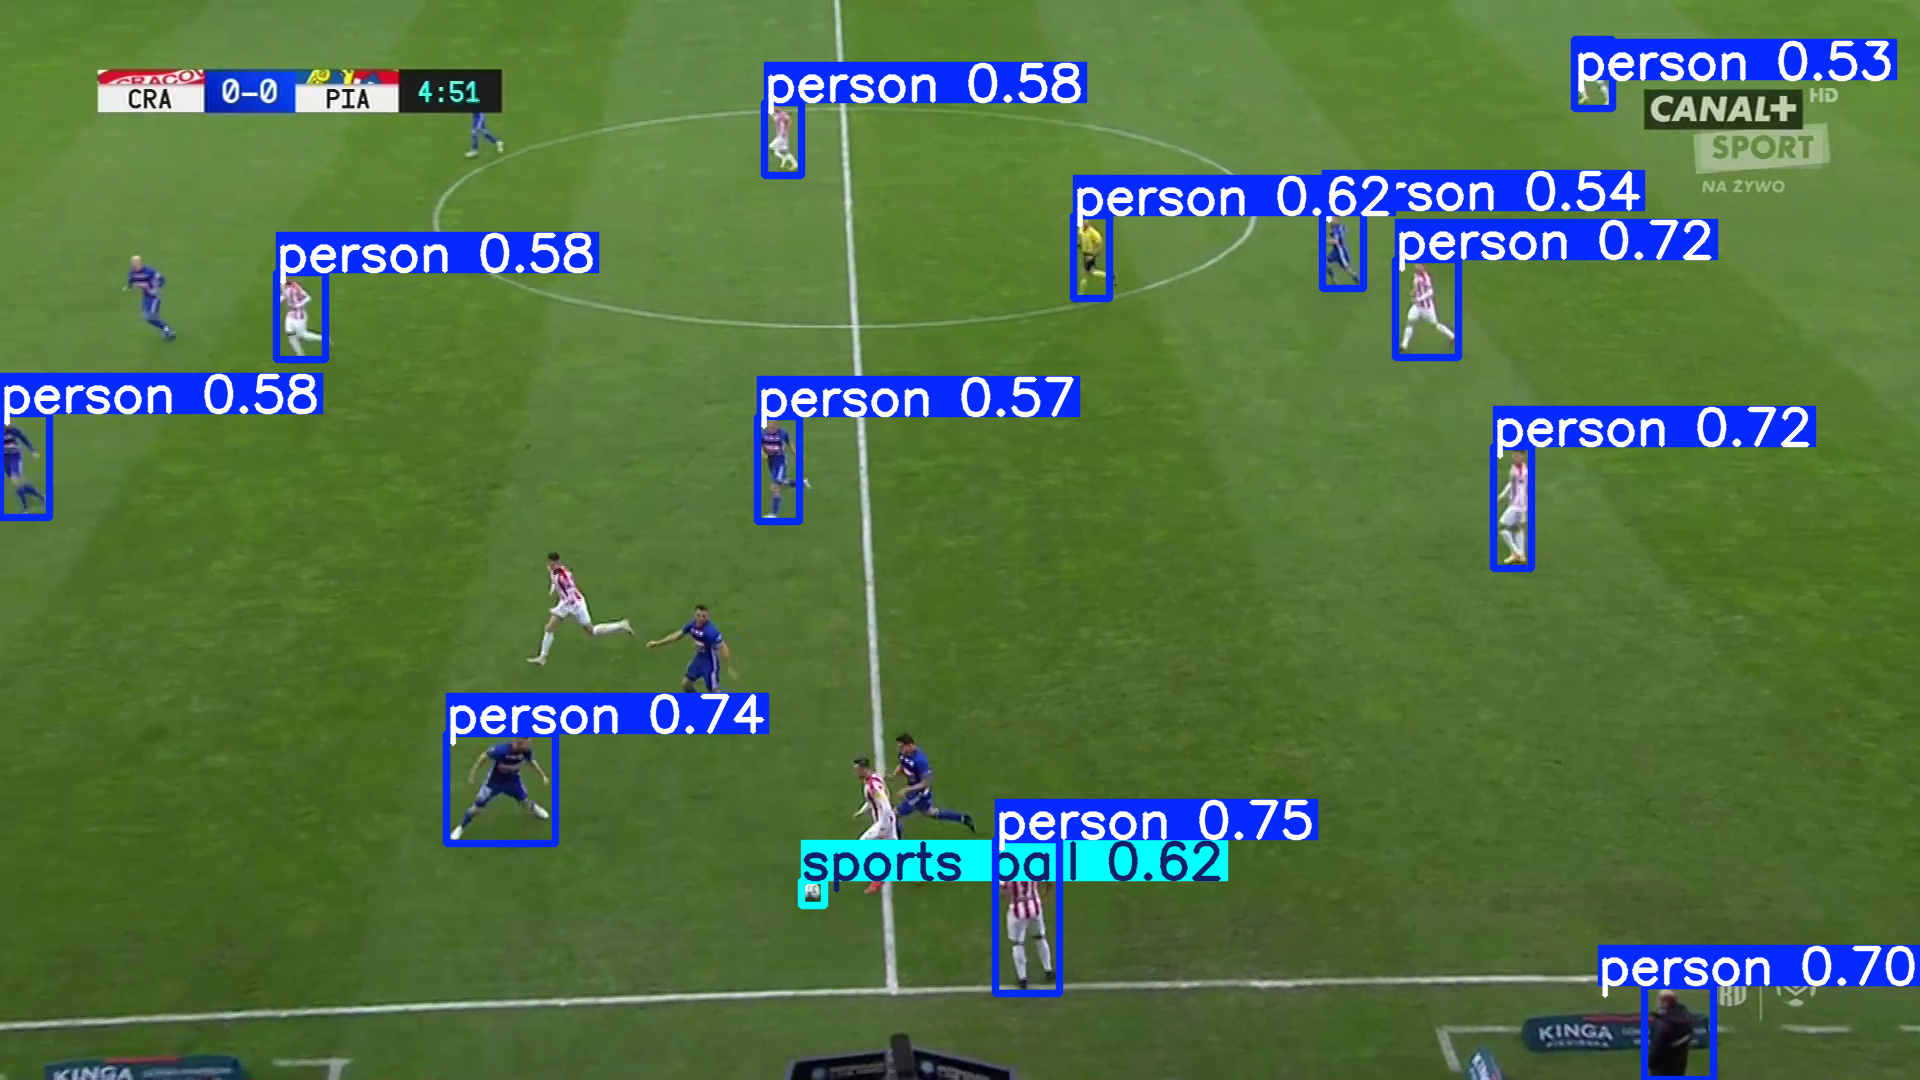 CRACOV
CRA 0-0 PIA 4:51
person 0.58
person 0.53
CANAL+ HD
SPORT
NA ŻYWO
person 0.62
rson 0.54
person 0.72
person 0.58
person 0.58
person 0.57
person 0.72
person 0.74
person 0.75
sports ball 0.62
person 0.70
KINGA
KINGA